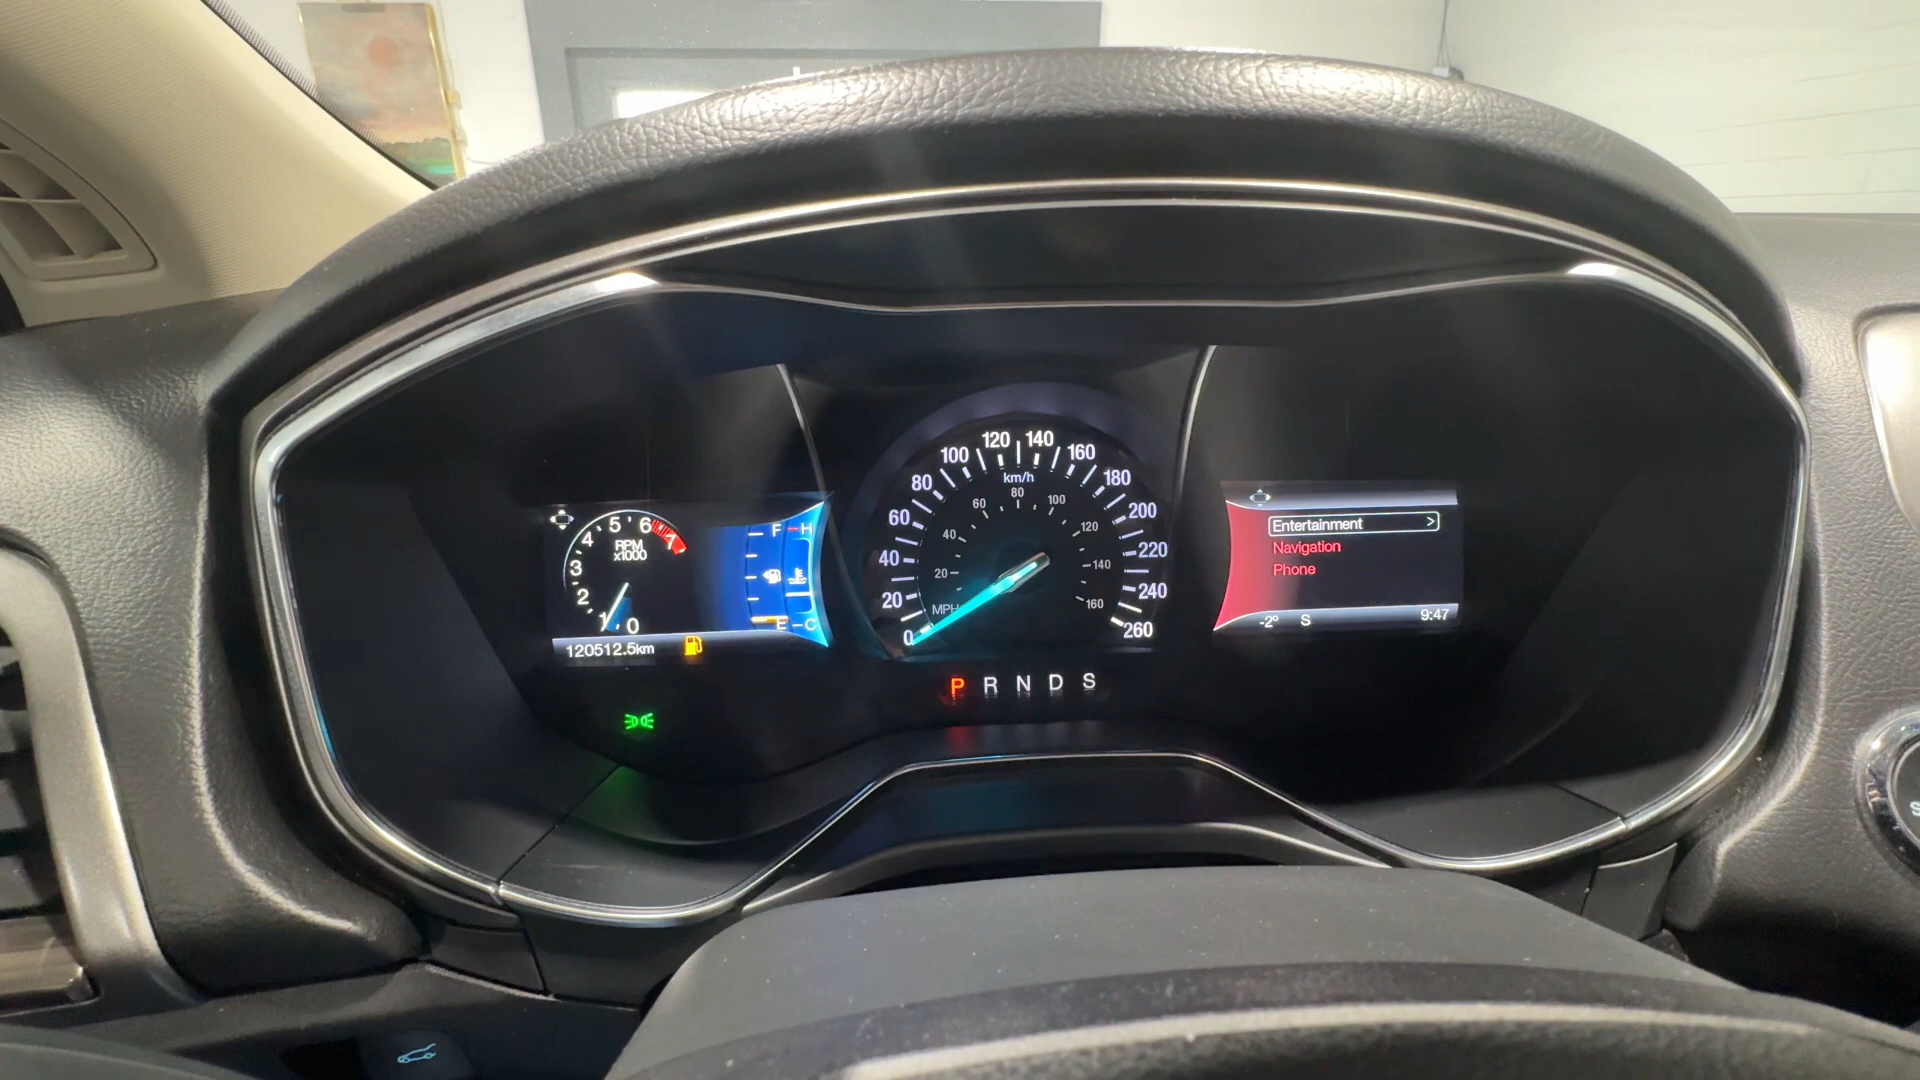 0 1 2 3 4 5 6 7
RPM
x1000
F H
E C
120512.5km
0 20 40 60 80 100 120 140 160 180 200 220 240 260
km/h
20 40 60 80 100 120 140 160
MPH
P R N D S
Entertainment >
Navigation
Phone
-2° S 9:47
S